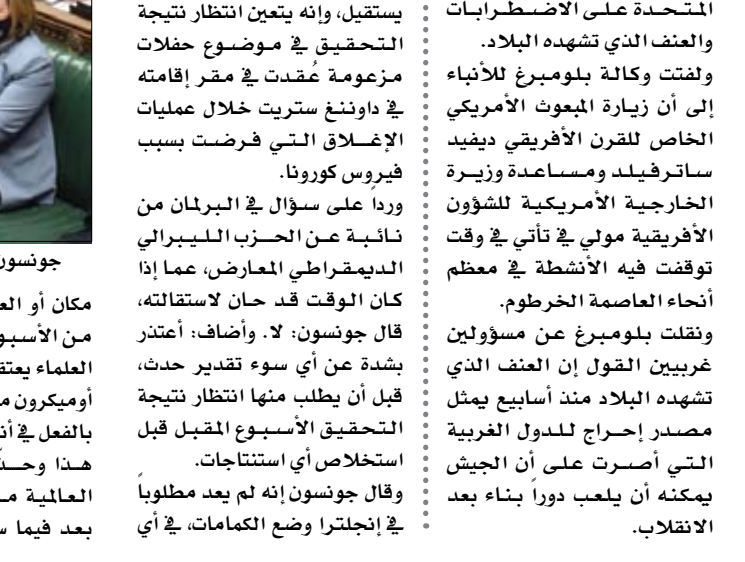 المتحدة على الاضطرابات
والعنف الذي تشهده البلاد.
ولفتت وكالة بلومبرغ للأنباء
إلى أن زيارة المبعوث الأمريكي
الخاص للقرن الأفريقي ديفيد
ساترفيلد ومساعدة وزيرة
الخارجية الأمريكية للشؤون
الأفريقية مولي في تأتي في وقت
توقفت فيه الأنشطة في معظم
أنحاء العاصمة الخرطوم.
ونقلت بلومبرغ عن مسؤولين
غربيين القول إن العنف الذي
تشهده البلاد منذ أسابيع يمثل
مصدر إحراج للدول الغربية
التي أصرت على أن الجيش
يمكنه أن يلعب دوراً بناء بعد
الانقلاب.
يستقيل، وإنه يتعين انتظار نتيجة
التحقيق في موضوع حفلات
مزعومة عُقدت في مقر إقامته
في داوننغ ستريت خلال عمليات
الإغلاق التي فرضت بسبب
فيروس كورونا.
ورداً على سؤال في البرلمان من
نائبة عن الحزب الليبرالي
الديمقراطي المعارض، عما إذا
كان الوقت قد حان لاستقالته،
قال جونسون: لا. وأضاف: أعتذر
بشدة عن أي سوء تقدير حدث،
قبل أن يطلب منها انتظار نتيجة
التحقيق الأسبوع المقبل قبل
استخلاص أي استنتاجات.
وقال جونسون إنه لم يعد مطلوباً
في إنجلترا وضع الكمامات، في أي
جونسون
مكان أو
من
العلماء
أوميكرون
بالفعل في
هذا
العالمية
بعد فيما